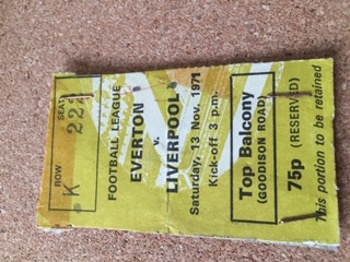 ROW
K
SEAT
222
FOOTBALL LEAGUE
EVERTON
v.
LIVERPOOL
Saturday, 13 Nov. 1971
Kick-off 3 p.m.
Top Balcony
(GOODISON ROAD)
75p (RESERVED)
This portion to be retained